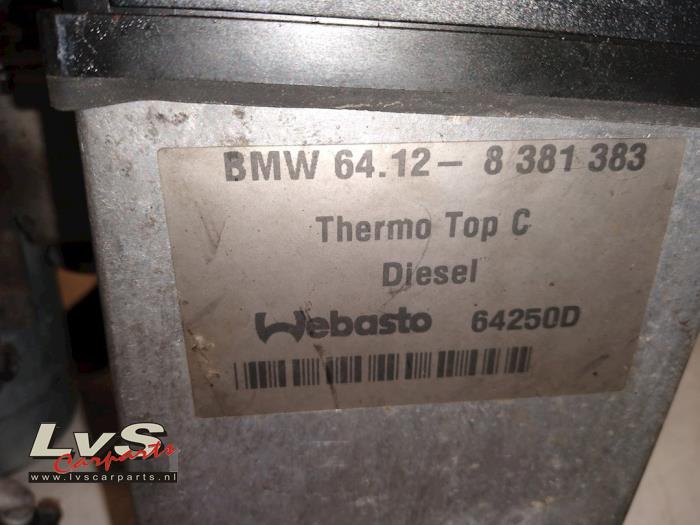 BMW 64.12- 8 381 383
Thermo Top C
Diesel
Webasto 64250D
LvS
Carparts
www.lvscarparts.nl